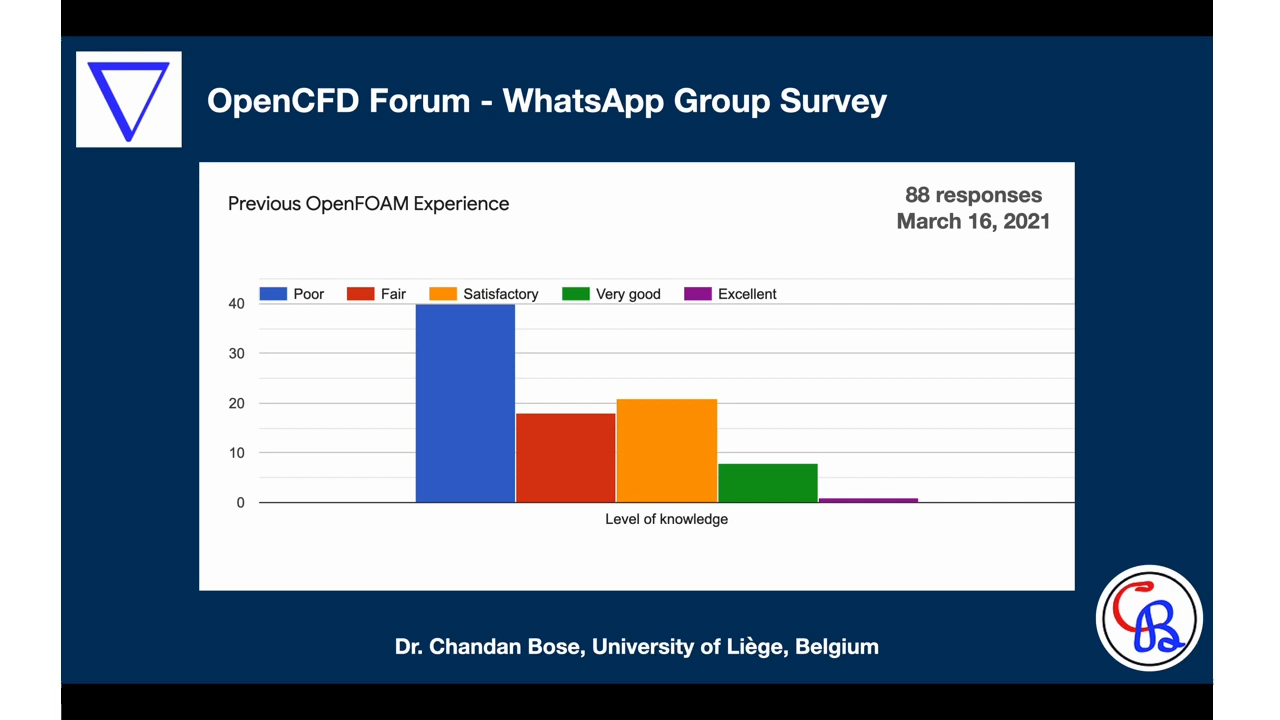 OpenCFD Forum - WhatsApp Group Survey
Previous OpenFOAM Experience
88 responses
March 16, 2021
Poor Fair Satisfactory Very good Excellent
40
30
20
10
0
Level of knowledge
Dr. Chandan Bose, University of Liège, Belgium
CB